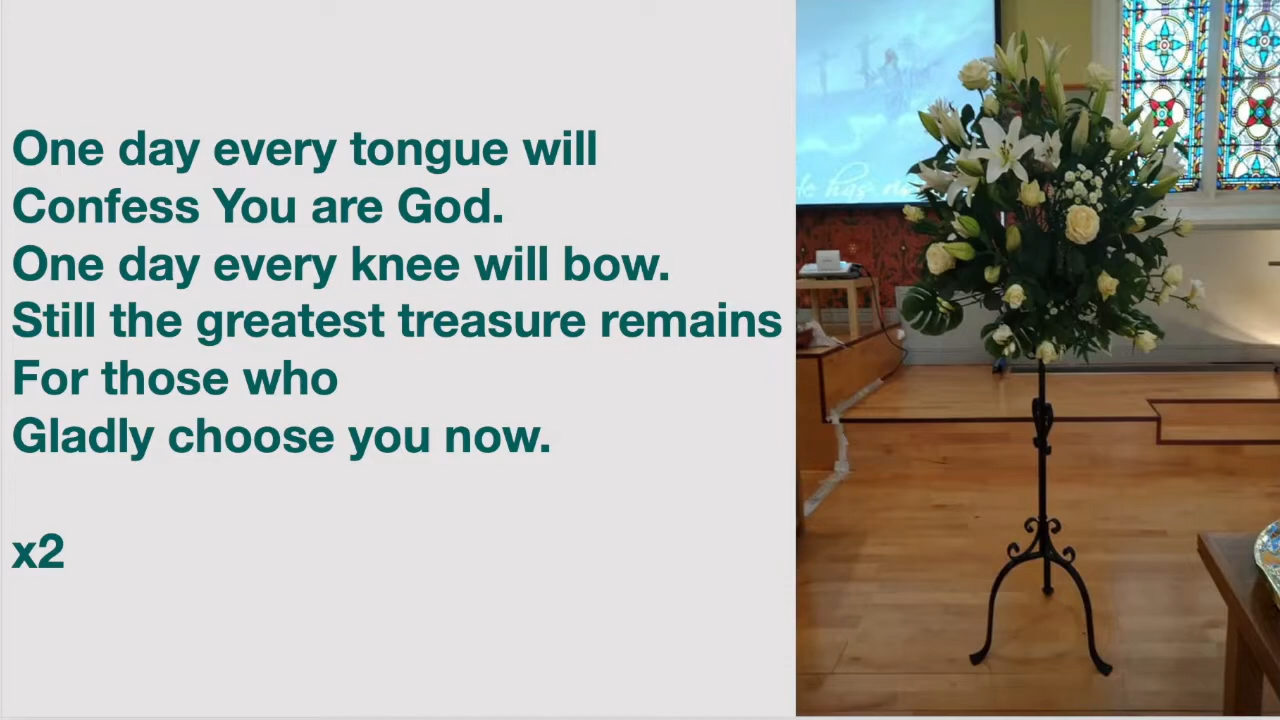 One day every tongue will
Confess You are God.
One day every knee will bow.
Still the greatest treasure remains
For those who
Gladly choose you now.
x2
has